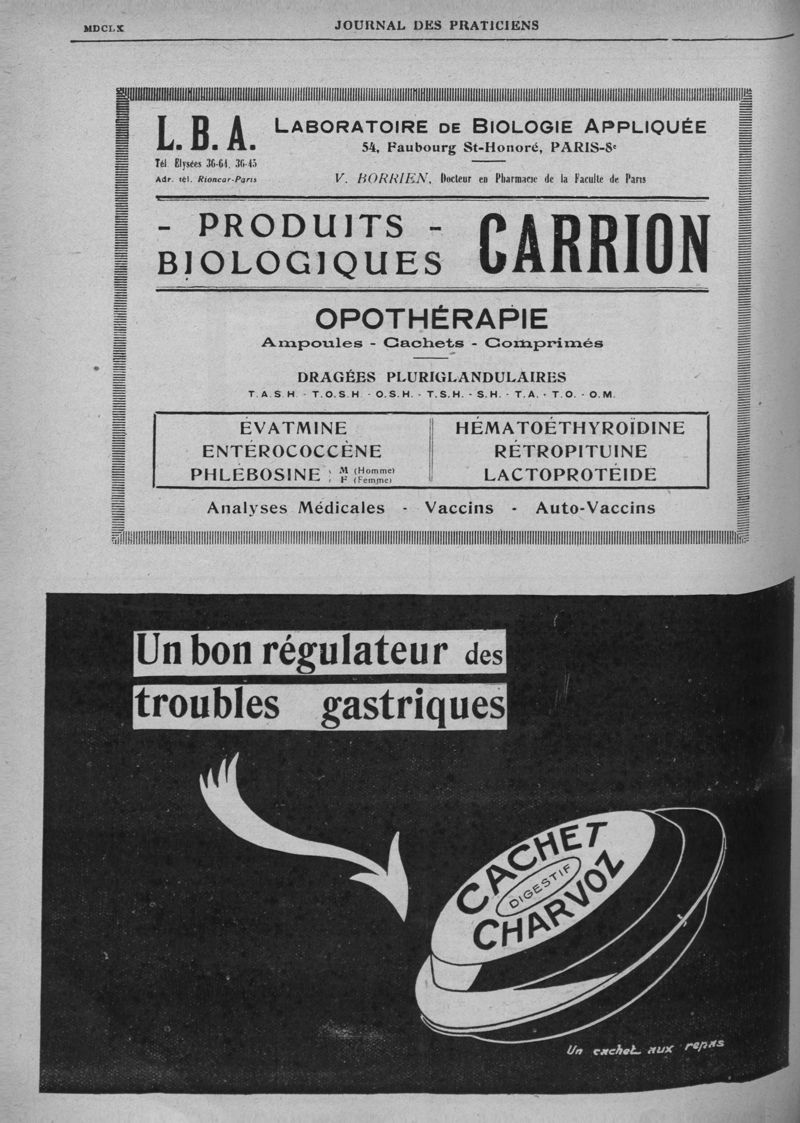 MDCLX
JOURNAL DES PRATICIENS
L.B.A.
LABORATOIRE DE BIOLOGIE APPLIQUÉE
54, Faubourg St-Honoré, PARIS-8e
Tél. Elysées 36-64, 36-45
Adr. tél. Rioncar-Paris
V. BORRIEN, Docteur en Pharmacie de la Faculté de Paris
- PRODUITS -
BIOLOGIQUES
CARRION
OPOTHÉRAPIE
Ampoules - Cachets - Comprimés
DRAGÉES PLURIGLANDULAIRES
T.A.S.H. - T.O.S.H. - O.S.H. - T.S.H. - S.H. - T.A. - T.O. - O.M.
ÉVATMINE
ENTÉROCOCCÈNE
PHLÉBOSINE
M (Homme)
F (Femme)
HÉMATOÉTHYROÏDINE
RÉTROPITUINE
LACTOPROTÉIDE
Analyses Médicales - Vaccins - Auto-Vaccins
Un bon régulateur des
troubles gastriques
CACHET
DIGESTIF
CHARVOZ
Un cachet aux repas